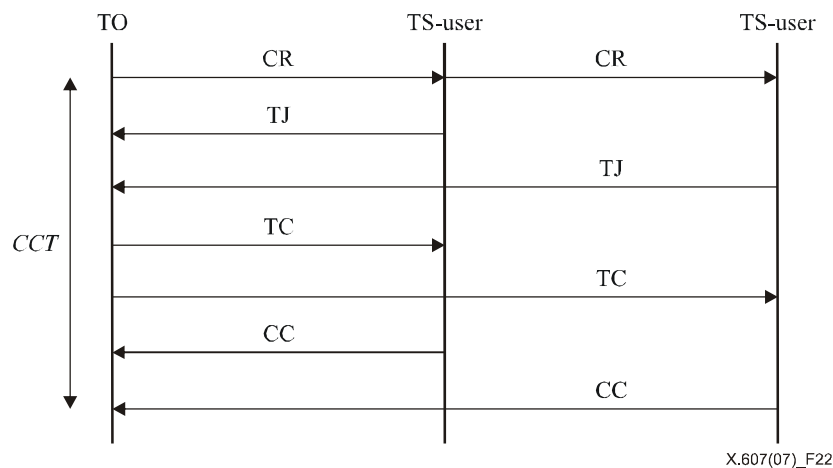 TO TS-user TS-user
CR CR
TJ
TJ
TC
CCT
TC
CC
CC
X.607(07)_F22